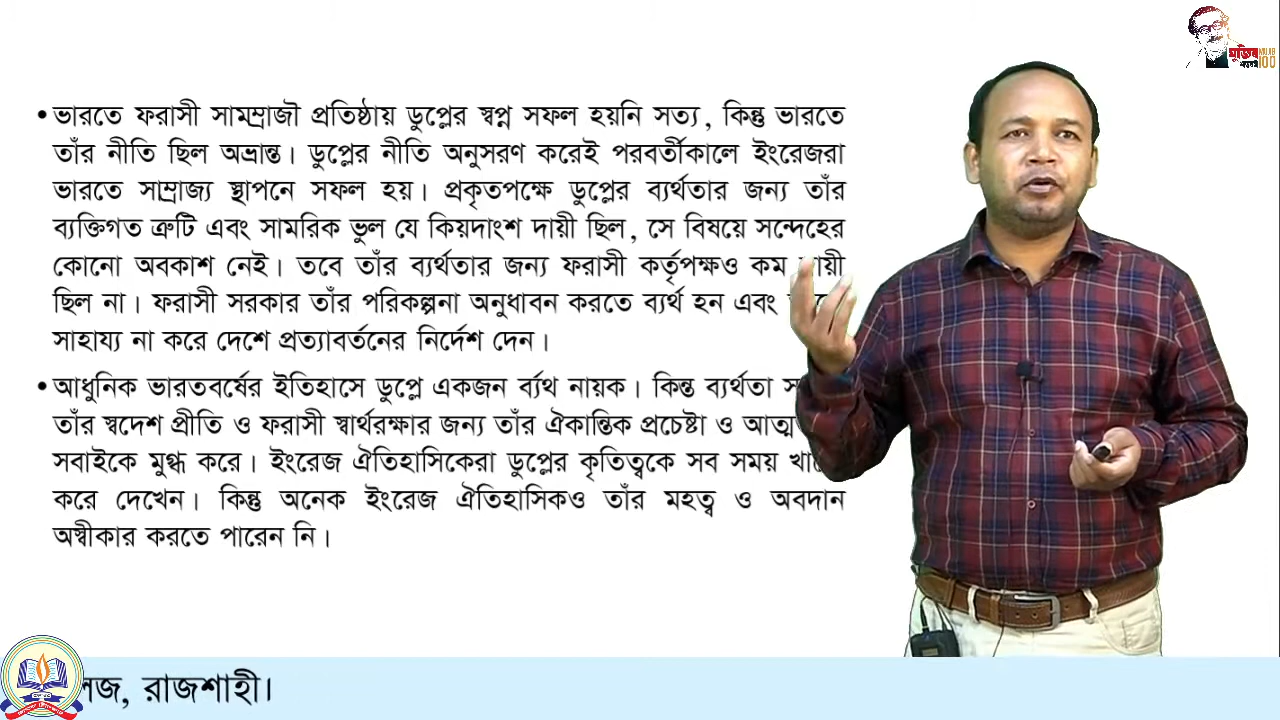 • ভারতে ফরাসী সামম্রাজৗ প্রতিষ্ঠায় ডুপ্লের স্বপ্ন সফল হয়নি সত্য, কিন্তু ভারতে
তাঁর নীতি ছিল অভ্রান্ত। ডুপ্লের নীতি অনুসরণ করেই পরবর্তীকালে ইংরেজরা
ভারতে সাম্রাজ্য স্থাপনে সফল হয়। প্রকৃতপক্ষে ডুপ্লের ব্যর্থতার জন্য তাঁর
ব্যক্তিগত ত্রুটি এবং সামরিক ভুল যে কিয়দাংশ দায়ী ছিল, সে বিষয়ে সন্দেহের
কোনো অবকাশ নেই। তবে তাঁর ব্যর্থতার জন্য ফরাসী কর্তৃপক্ষও কম
ছিল না। ফরাসী সরকার তাঁর পরিকল্পনা অনুধাবন করতে ব্যর্থ হন এবং
সাহায্য না করে দেশে প্রত্যাবর্তনের নির্দেশ দেন।
• আধুনিক ভারতবর্ষের ইতিহাসে ডুপ্লে একজন র্ব্যথ নায়ক। কিন্ত ব্যর্থতা
তাঁর স্বদেশ প্রীতি ও ফরাসী স্বার্থরক্ষার জন্য তাঁর ঐকান্তিক প্রচেষ্টা ও
সবাইকে মুগ্ধ করে। ইংরেজ ঐতিহাসিকেরা ডুপ্লের কৃতিত্বকে সব সময়
করে দেখেন। কিন্তু অনেক ইংরেজ ঐতিহাসিকও তাঁর মহত্ব ও অবদান
অস্বীকার করতে পারেন নি।
রাজশাহী।
মুজিব
100